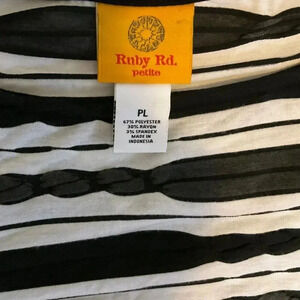 Ruby Rd.
petite
PL
67% POLYESTER
30% RAYON
3% SPANDEX
MADE IN
INDONESIA